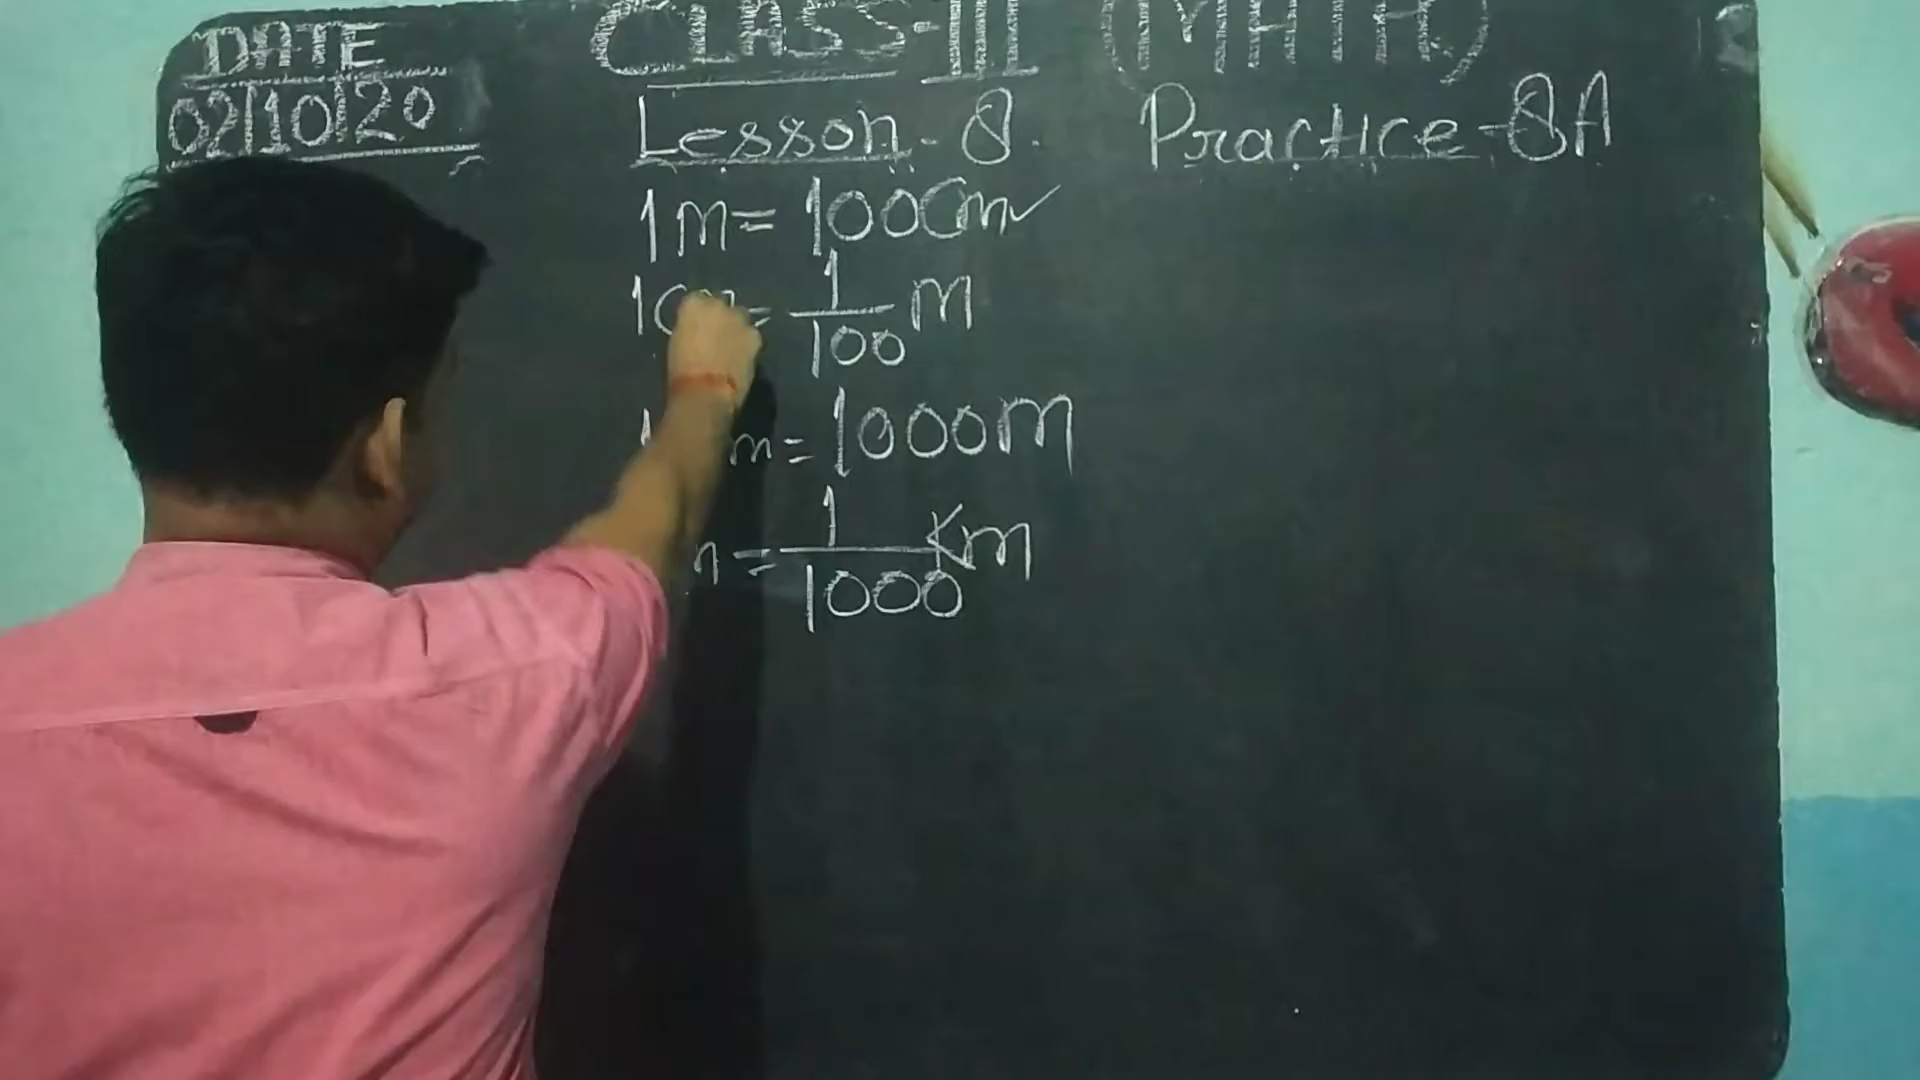 DATE
02/10/20
CLASS-III (MATH)
Lesson-8. Practice-8A
1m = 100Cm
= 1/100 m
= 1000m
= 1/1000 Km